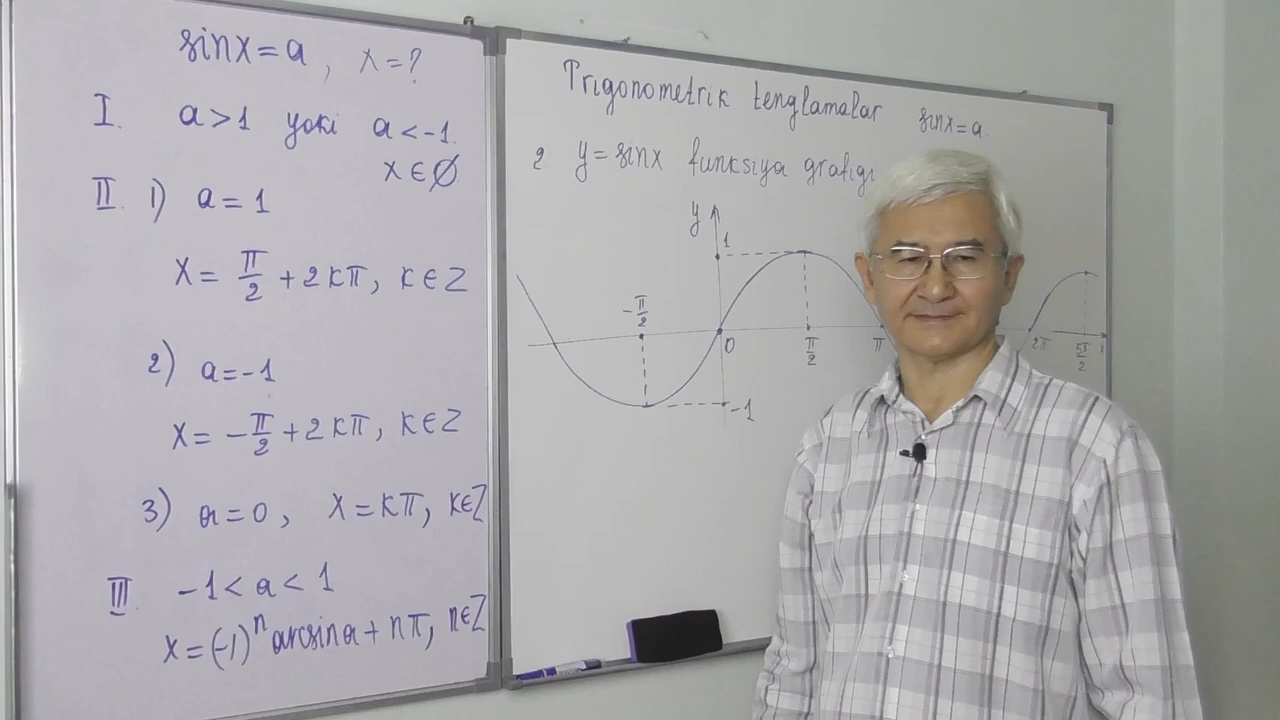 sinx = a , x = ?
I. a > 1 yoki a < -1.
x ∈ ∅
II. 1) a = 1
x = π/2 + 2kπ, k ∈ Z
2) a = -1
x = -π/2 + 2kπ, k ∈ Z
3) a = 0 , x = kπ, k ∈ Z
III. -1 < a < 1
x = (-1)ⁿ arcsin a + nπ, n ∈ Z
Trigonometrik tenglamalar sinx = a.
2 y = sinx funksiya grafigi
y
1
-π/2
0
π/2
π
2π
5π/2
-1